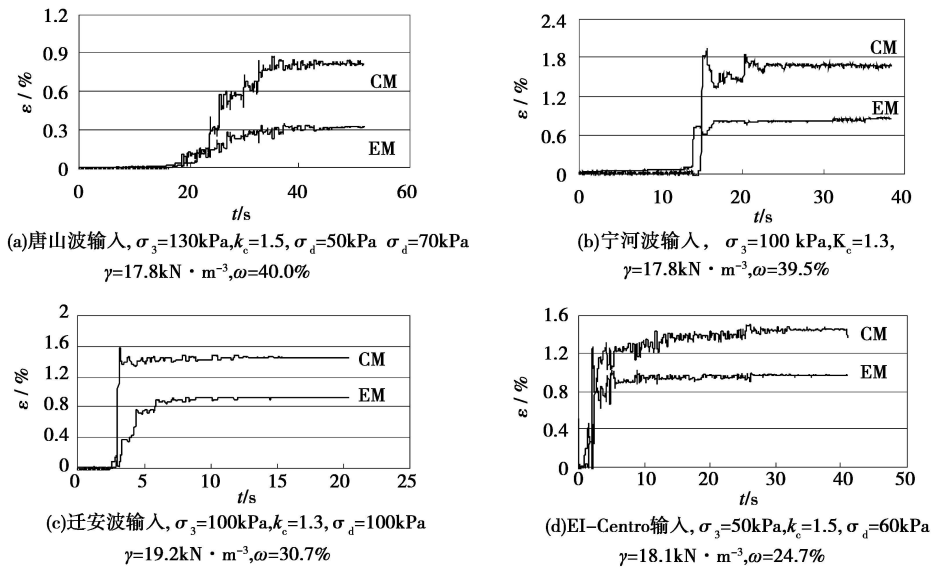 1.2
0.9
0.6
0.3
0
ε / %
CM
EM
0 20 40 60
t/s
(a)唐山波输入, σ3=130kPa,kc=1.5, σd=50kPa σd=70kPa
γ=17.8kN·m⁻³,ω=40.0%
2.4
1.8
1.2
0.6
0
ε / %
CM
EM
0 10 20 30 40
t/s
(b)宁河波输入, σ3=100 kPa,Kc=1.3,
γ=17.8kN·m⁻³,ω=39.5%
2
1.6
1.2
0.8
0.4
0
ε / %
CM
EM
0 5 10 15 20 25
t/s
(c)迁安波输入, σ3=100kPa,kc=1.3, σd=100kPa
γ=19.2kN·m⁻³,ω=30.7%
1.6
1.2
0.8
0.4
0
ε / %
CM
EM
0 10 20 30 40 50
t/s
(d)EI-Centro输入, σ3=50kPa,kc=1.5, σd=60kPa
γ=18.1kN·m⁻³,ω=24.7%